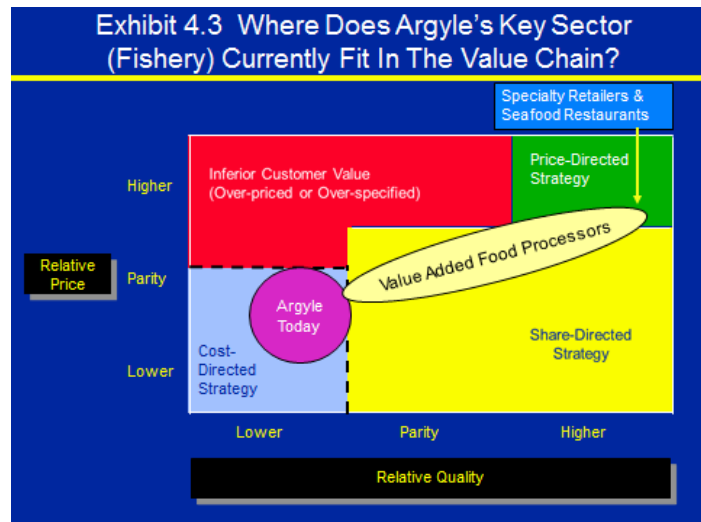 Exhibit 4.3 Where Does Argyle's Key Sector
(Fishery) Currently Fit In The Value Chain?
Specialty Retailers &
Seafood Restaurants
Higher
Inferior Customer Value
(Over-priced or Over-specified)
Price-Directed
Strategy
Relative
Price
Parity
Value Added Food Processors
Argyle
Today
Share-Directed
Strategy
Lower
Cost-
Directed
Strategy
Lower
Parity
Higher
Relative Quality